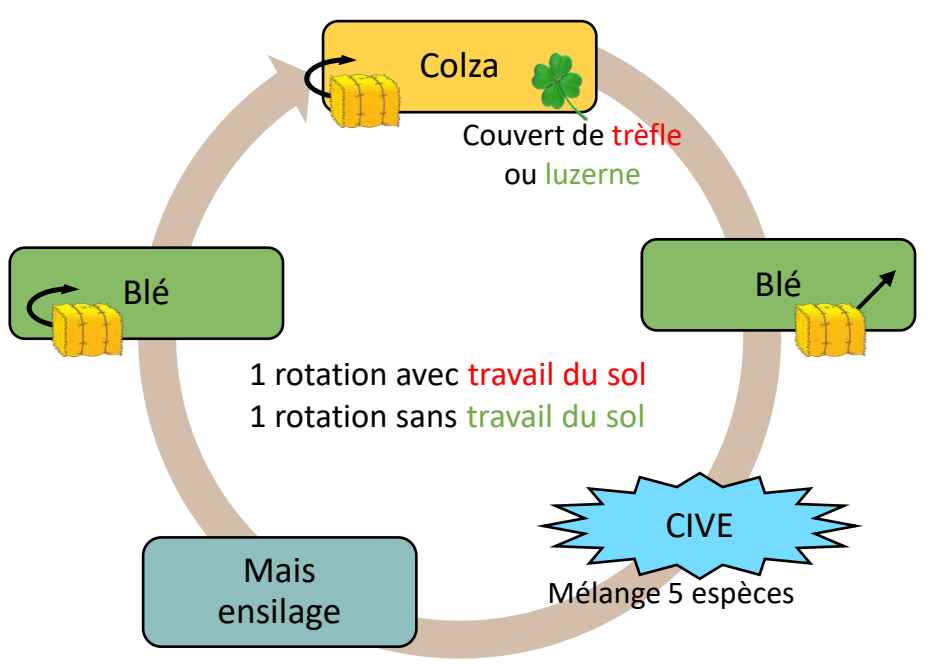 Colza
Couvert de trèfle
ou luzerne
Blé
Blé
1 rotation avec travail du sol
1 rotation sans travail du sol
CIVE
Mélange 5 espèces
Mais
ensilage